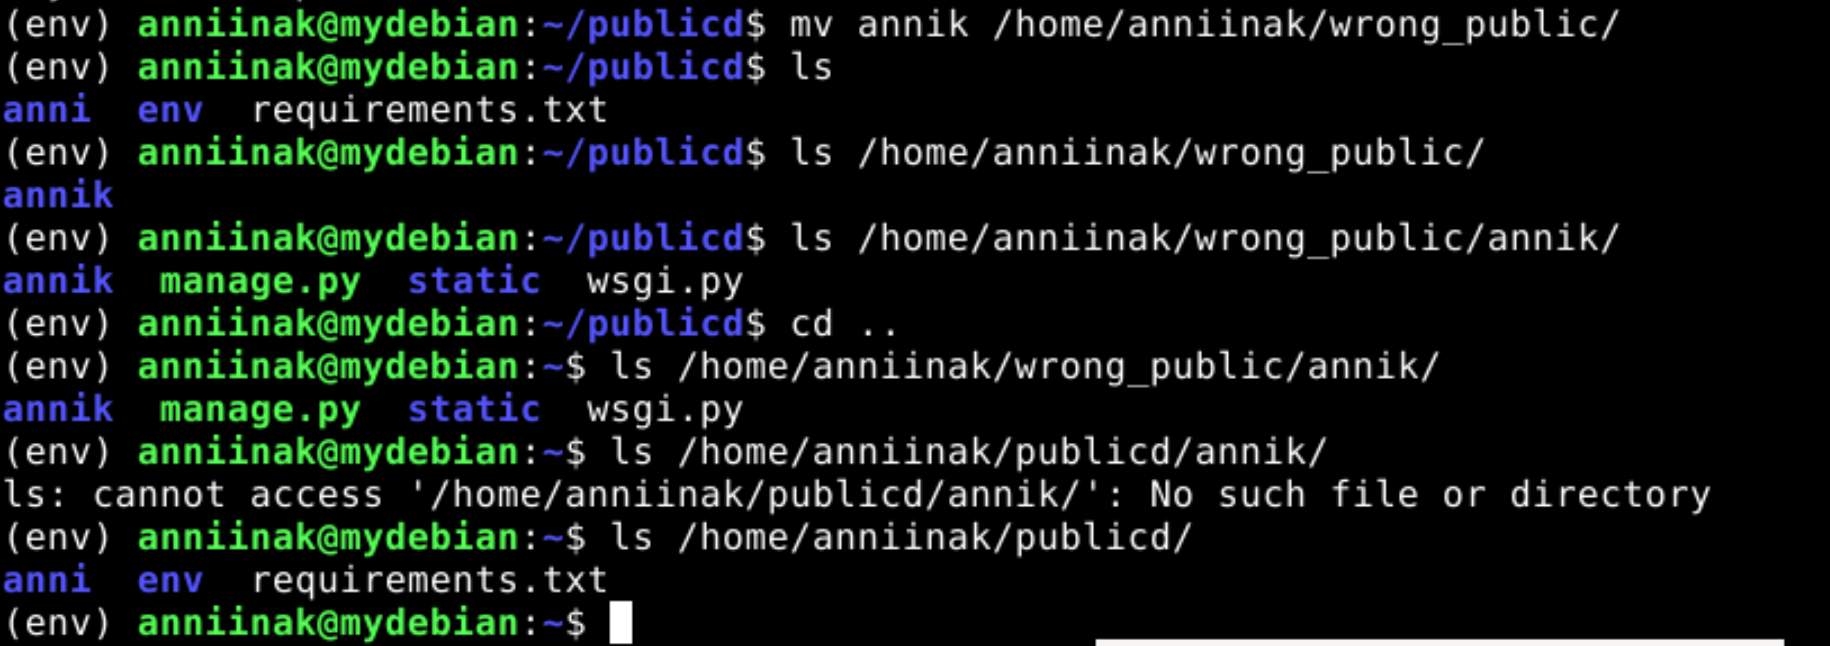 (env) anniinak@mydebian:~/publicd$ mv annik /home/anniinak/wrong_public/
(env) anniinak@mydebian:~/publicd$ ls
anni  env  requirements.txt
(env) anniinak@mydebian:~/publicd$ ls /home/anniinak/wrong_public/
annik
(env) anniinak@mydebian:~/publicd$ ls /home/anniinak/wrong_public/annik/
annik  manage.py  static  wsgi.py
(env) anniinak@mydebian:~/publicd$ cd ..
(env) anniinak@mydebian:~$ ls /home/anniinak/wrong_public/annik/
annik  manage.py  static  wsgi.py
(env) anniinak@mydebian:~$ ls /home/anniinak/publicd/annik/
ls: cannot access '/home/anniinak/publicd/annik/': No such file or directory
(env) anniinak@mydebian:~$ ls /home/anniinak/publicd/
anni  env  requirements.txt
(env) anniinak@mydebian:~$